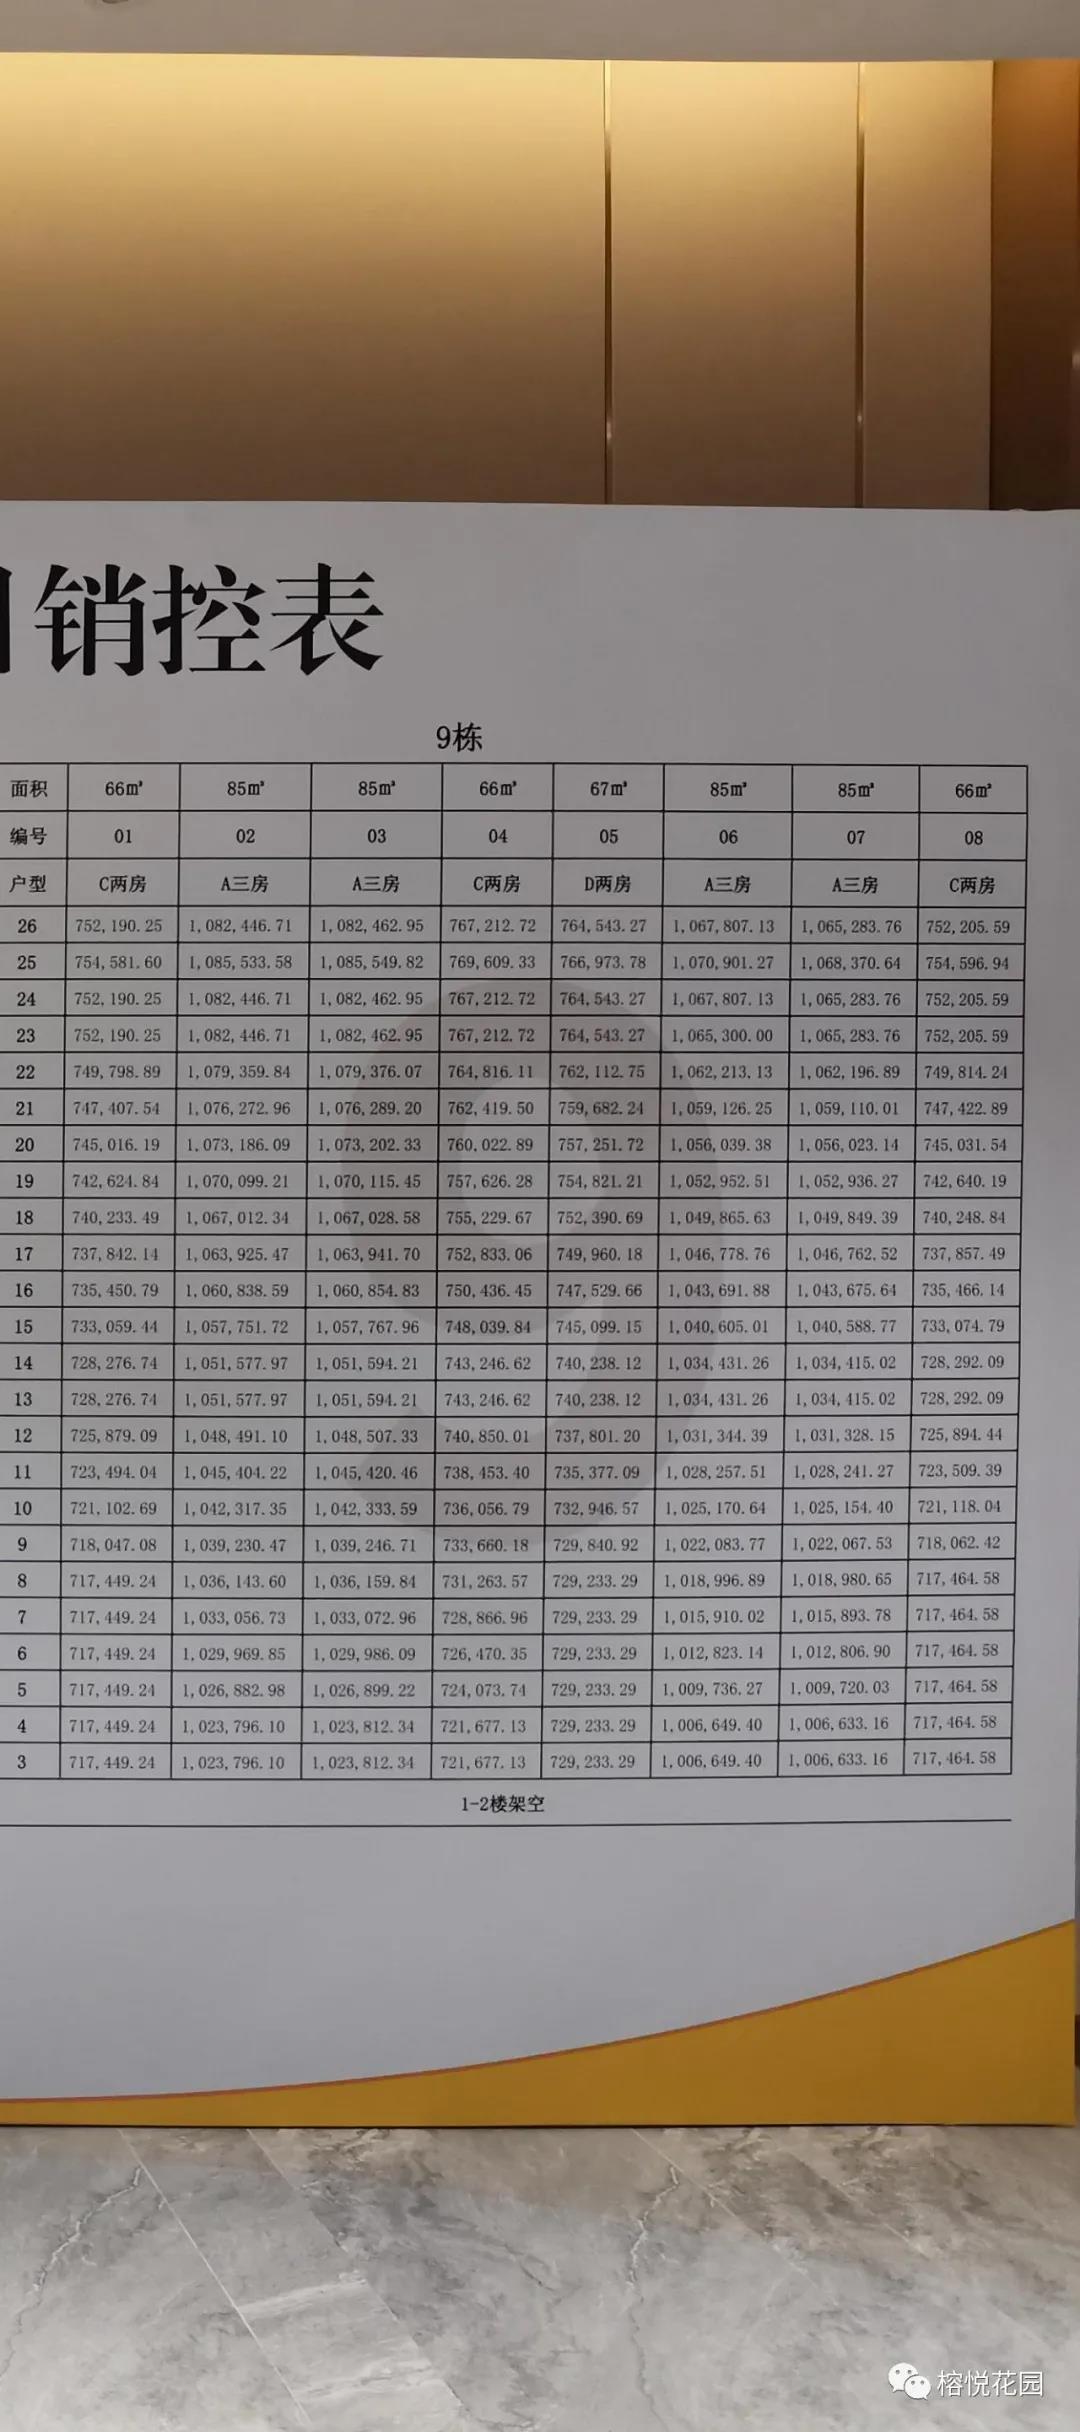 销控表
9栋
面积 66㎡ 85㎡ 85㎡ 66㎡ 67㎡ 85㎡ 85㎡ 66㎡
编号 01 02 03 04 05 06 07 08
户型 C两房 A三房 A三房 C两房 D两房 A三房 A三房 C两房
26 752,190.25 1,082,446.71 1,082,462.95 767,212.72 764,543.27 1,067,807.13 1,065,283.76 752,205.59
25 754,581.60 1,085,533.58 1,085,549.82 769,609.33 766,973.78 1,070,901.27 1,068,370.64 754,596.94
24 752,190.25 1,082,446.71 1,082,462.95 767,212.72 764,543.27 1,067,807.13 1,065,283.76 752,205.59
23 752,190.25 1,082,446.71 1,082,462.95 767,212.72 764,543.27 1,065,300.00 1,065,283.76 752,205.59
22 749,798.89 1,079,359.84 1,079,376.07 764,816.11 762,112.75 1,062,213.13 1,062,196.89 749,814.24
21 747,407.54 1,076,272.96 1,076,289.20 762,419.50 759,682.24 1,059,126.25 1,059,110.01 747,422.89
20 745,016.19 1,073,186.09 1,073,202.33 760,022.89 757,251.72 1,056,039.38 1,056,023.14 745,031.54
19 742,624.84 1,070,099.21 1,070,115.45 757,626.28 754,821.21 1,052,952.51 1,052,936.27 742,640.19
18 740,233.49 1,067,012.34 1,067,028.58 755,229.67 752,390.69 1,049,865.63 1,049,849.39 740,248.84
17 737,842.14 1,063,925.47 1,063,941.70 752,833.06 749,960.18 1,046,778.76 1,046,762.52 737,857.49
16 735,450.79 1,060,838.59 1,060,854.83 750,436.45 747,529.66 1,043,691.88 1,043,675.64 735,466.14
15 733,059.44 1,057,751.72 1,057,767.96 748,039.84 745,099.15 1,040,605.01 1,040,588.77 733,074.79
14 728,276.74 1,051,577.97 1,051,594.21 743,246.62 740,238.12 1,034,431.26 1,034,415.02 728,292.09
13 728,276.74 1,051,577.97 1,051,594.21 743,246.62 740,238.12 1,034,431.26 1,034,415.02 728,292.09
12 725,879.09 1,048,491.10 1,048,507.33 740,850.01 737,801.20 1,031,344.39 1,031,328.15 725,894.44
11 723,494.04 1,045,404.22 1,045,420.46 738,453.40 735,377.09 1,028,257.51 1,028,241.27 723,509.39
10 721,102.69 1,042,317.35 1,042,333.59 736,056.79 732,946.57 1,025,170.64 1,025,154.40 721,118.04
9 718,047.08 1,039,230.47 1,039,246.71 733,660.18 729,840.92 1,022,083.77 1,022,067.53 718,062.42
8 717,449.24 1,036,143.60 1,036,159.84 731,263.57 729,233.29 1,018,996.89 1,018,980.65 717,464.58
7 717,449.24 1,033,056.73 1,033,072.96 728,866.96 729,233.29 1,015,910.02 1,015,893.78 717,464.58
6 717,449.24 1,029,969.85 1,029,986.09 726,470.35 729,233.29 1,012,823.14 1,012,806.90 717,464.58
5 717,449.24 1,026,882.98 1,026,899.22 724,073.74 729,233.29 1,009,736.27 1,009,720.03 717,464.58
4 717,449.24 1,023,796.10 1,023,812.34 721,677.13 729,233.29 1,006,649.40 1,006,633.16 717,464.58
3 717,449.24 1,023,796.10 1,023,812.34 721,677.13 729,233.29 1,006,649.40 1,006,633.16 717,464.58
1-2楼架空
9
榕悦花园